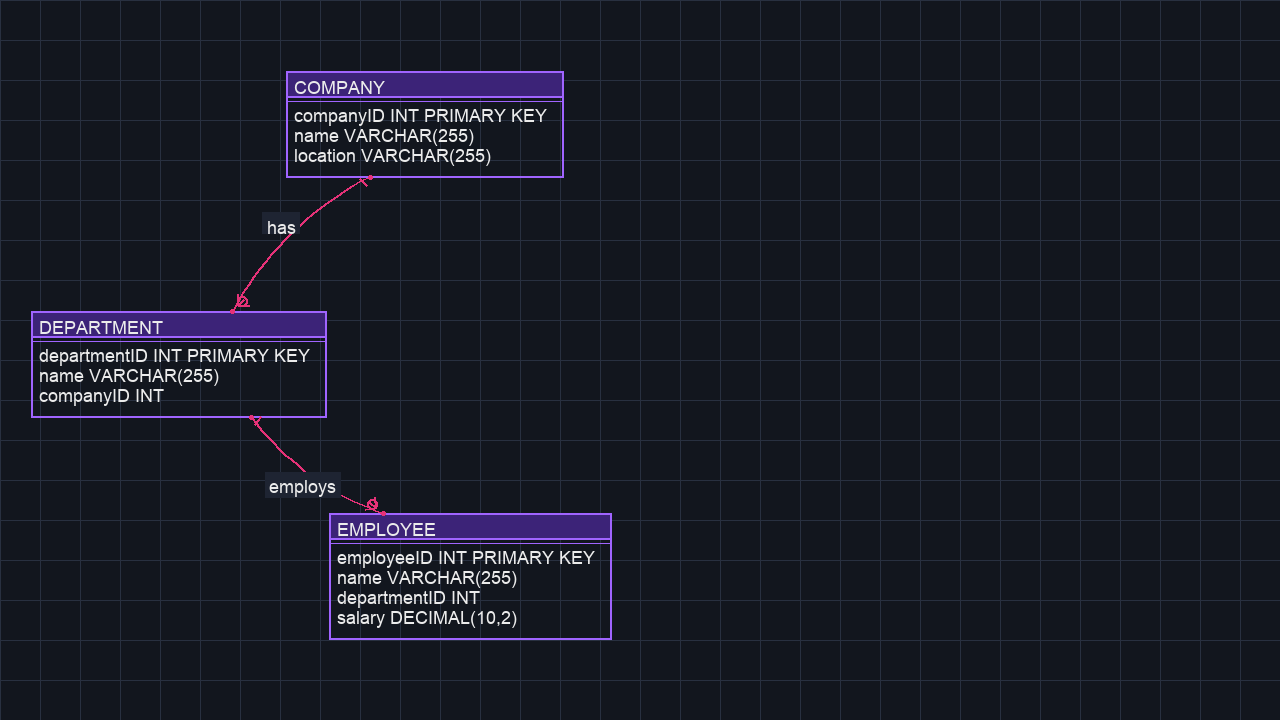 COMPANY
companyID INT PRIMARY KEY
name VARCHAR(255)
location VARCHAR(255)
has
DEPARTMENT
departmentID INT PRIMARY KEY
name VARCHAR(255)
companyID INT
employs
EMPLOYEE
employeeID INT PRIMARY KEY
name VARCHAR(255)
departmentID INT
salary DECIMAL(10,2)